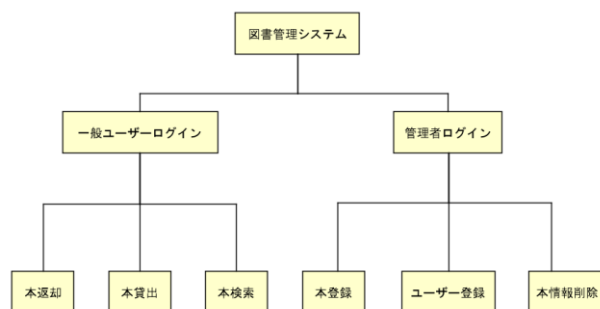 図書管理システム
一般ユーザーログイン
管理者ログイン
本返却
本貸出
本検索
本登録
ユーザー登録
本情報削除